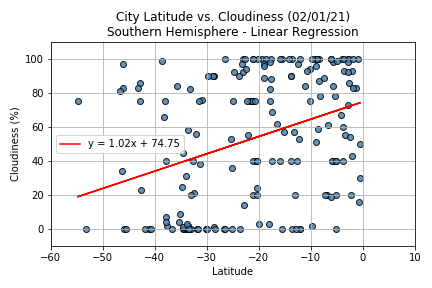 City Latitude vs. Cloudiness (02/01/21)
Southern Hemisphere - Linear Regression
Cloudiness (%)
100
80
60
40
20
0
y = 1.02x + 74.75
−60 −50 −40 −30 −20 −10 0 10
Latitude